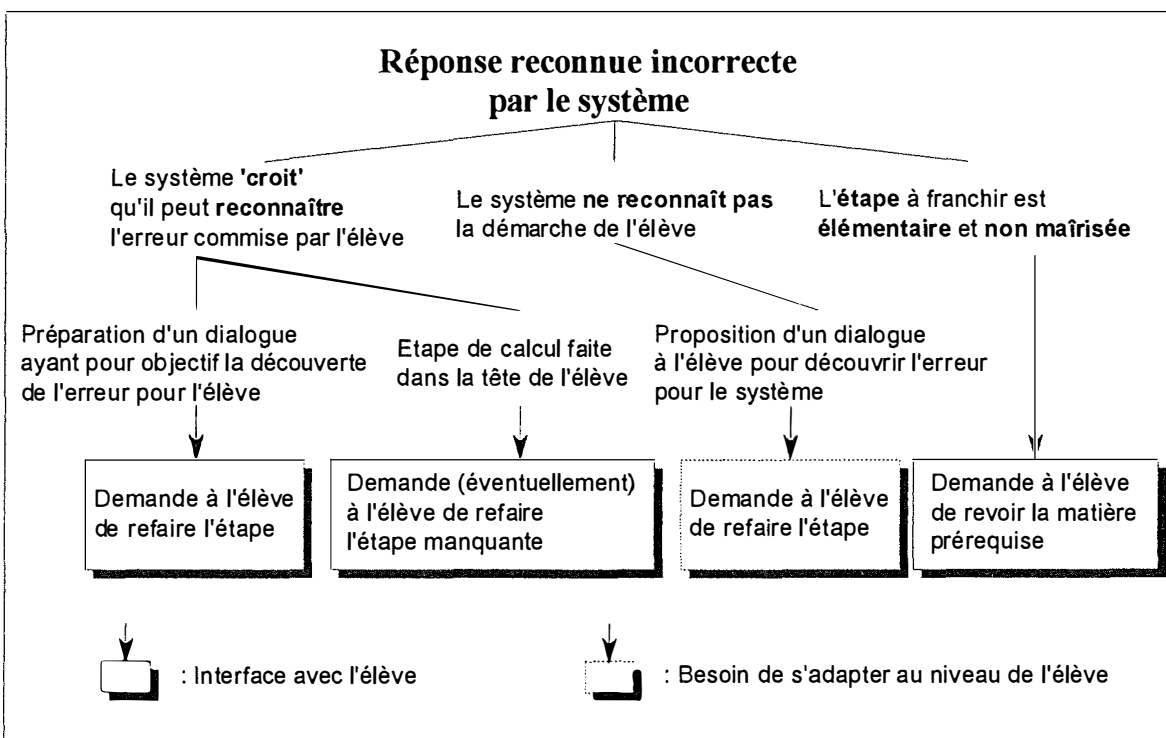 Réponse reconnue incorrecte
par le système
Le système 'croit'
qu'il peut reconnaître
l'erreur commise par l'élève
Le système ne reconnaît pas
la démarche de l'élève
L'étape à franchir est
élémentaire et non maîrisée
Préparation d'un dialogue
ayant pour objectif la découverte
de l'erreur pour l'élève
Etape de calcul faite
dans la tête de l'élève
Proposition d'un dialogue
à l'élève pour découvrir l'erreur
pour le système
Demande à l'élève
de refaire l'étape
Demande (éventuellement)
à l'élève de refaire
l'étape manquante
Demande à l'élève
de refaire l'étape
Demande à l'élève
de revoir la matière
prérequise
: Interface avec l'élève
: Besoin de s'adapter au niveau de l'élève